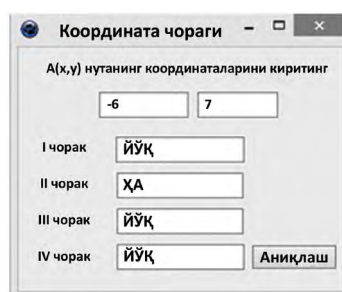 Координата чораги
А(х,у) нутанинг координаталарини киритинг
-6 7
I чорак ЙЎҚ
II чорак ҲА
III чорак ЙЎҚ
IV чорак ЙЎҚ Аниқлаш